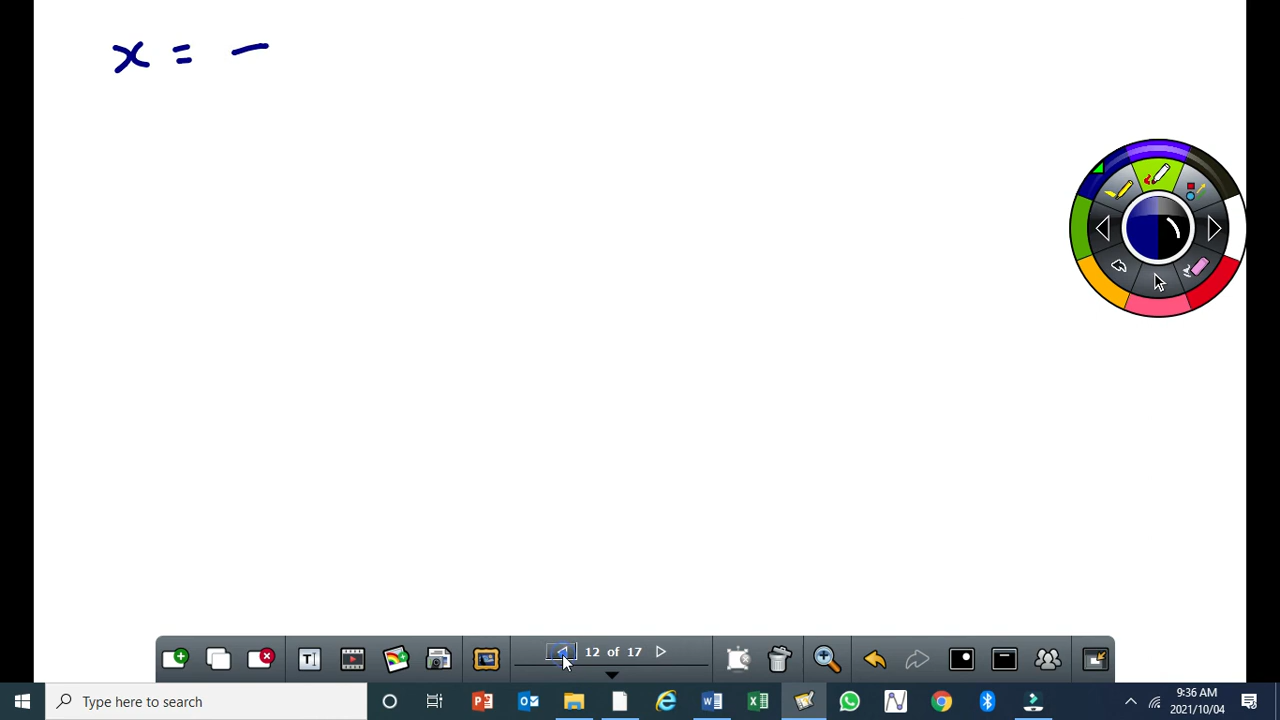 x = -
12 of 17
Type here to search
9:36 AM
2021/10/04